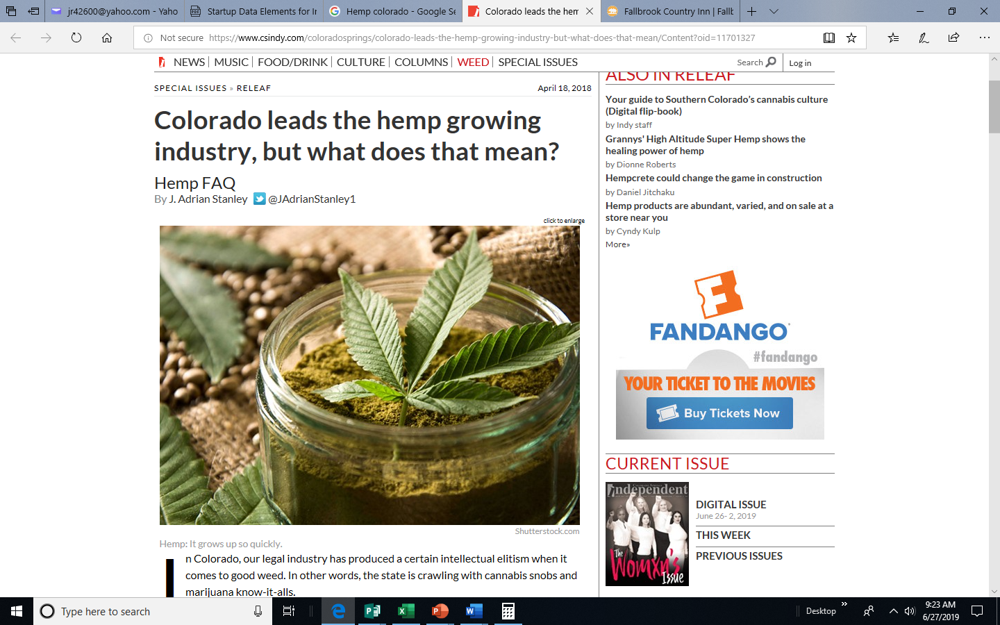 jr42600@yahoo.com - Yaho
Startup Data Elements for Ir
Hemp colorado - Google Se
Colorado leads the hem
Fallbrook Country Inn | Fallb
Not secure https://www.csindy.com/coloradosprings/colorado-leads-the-hemp-growing-industry-but-what-does-that-mean/Content?oid=11701327
NEWS | MUSIC | FOOD/DRINK | CULTURE | COLUMNS | WEED | SPECIAL ISSUES
Search
Log in
SPECIAL ISSUES » RELEAF
April 18, 2018
Colorado leads the hemp growing
industry, but what does that mean?
Hemp FAQ
By J. Adrian Stanley @JAdrianStanley1
click to enlarge
Shutterstock.com
Hemp: It grows up so quickly.
In Colorado, our legal industry has produced a certain intellectual elitism when it
comes to good weed. In other words, the state is crawling with cannabis snobs and
marijuana know-it-alls.
ALSO IN RELEAF
Your guide to Southern Colorado's cannabis culture
(Digital flip-book)
by Indy staff
Grannys' High Altitude Super Hemp shows the
healing power of hemp
by Dionne Roberts
Hempcrete could change the game in construction
by Daniel Jitchaku
Hemp products are abundant, varied, and on sale at a
store near you
by Cyndy Kulp
More»
FANDANGO
#fandango
YOUR TICKET TO THE MOVIES
Buy Tickets Now
CURRENT ISSUE
Independent
The
Womxn's
Issue
DIGITAL ISSUE
June 26- 2, 2019
THIS WEEK
PREVIOUS ISSUES
Type here to search
Desktop
9:23 AM
6/27/2019